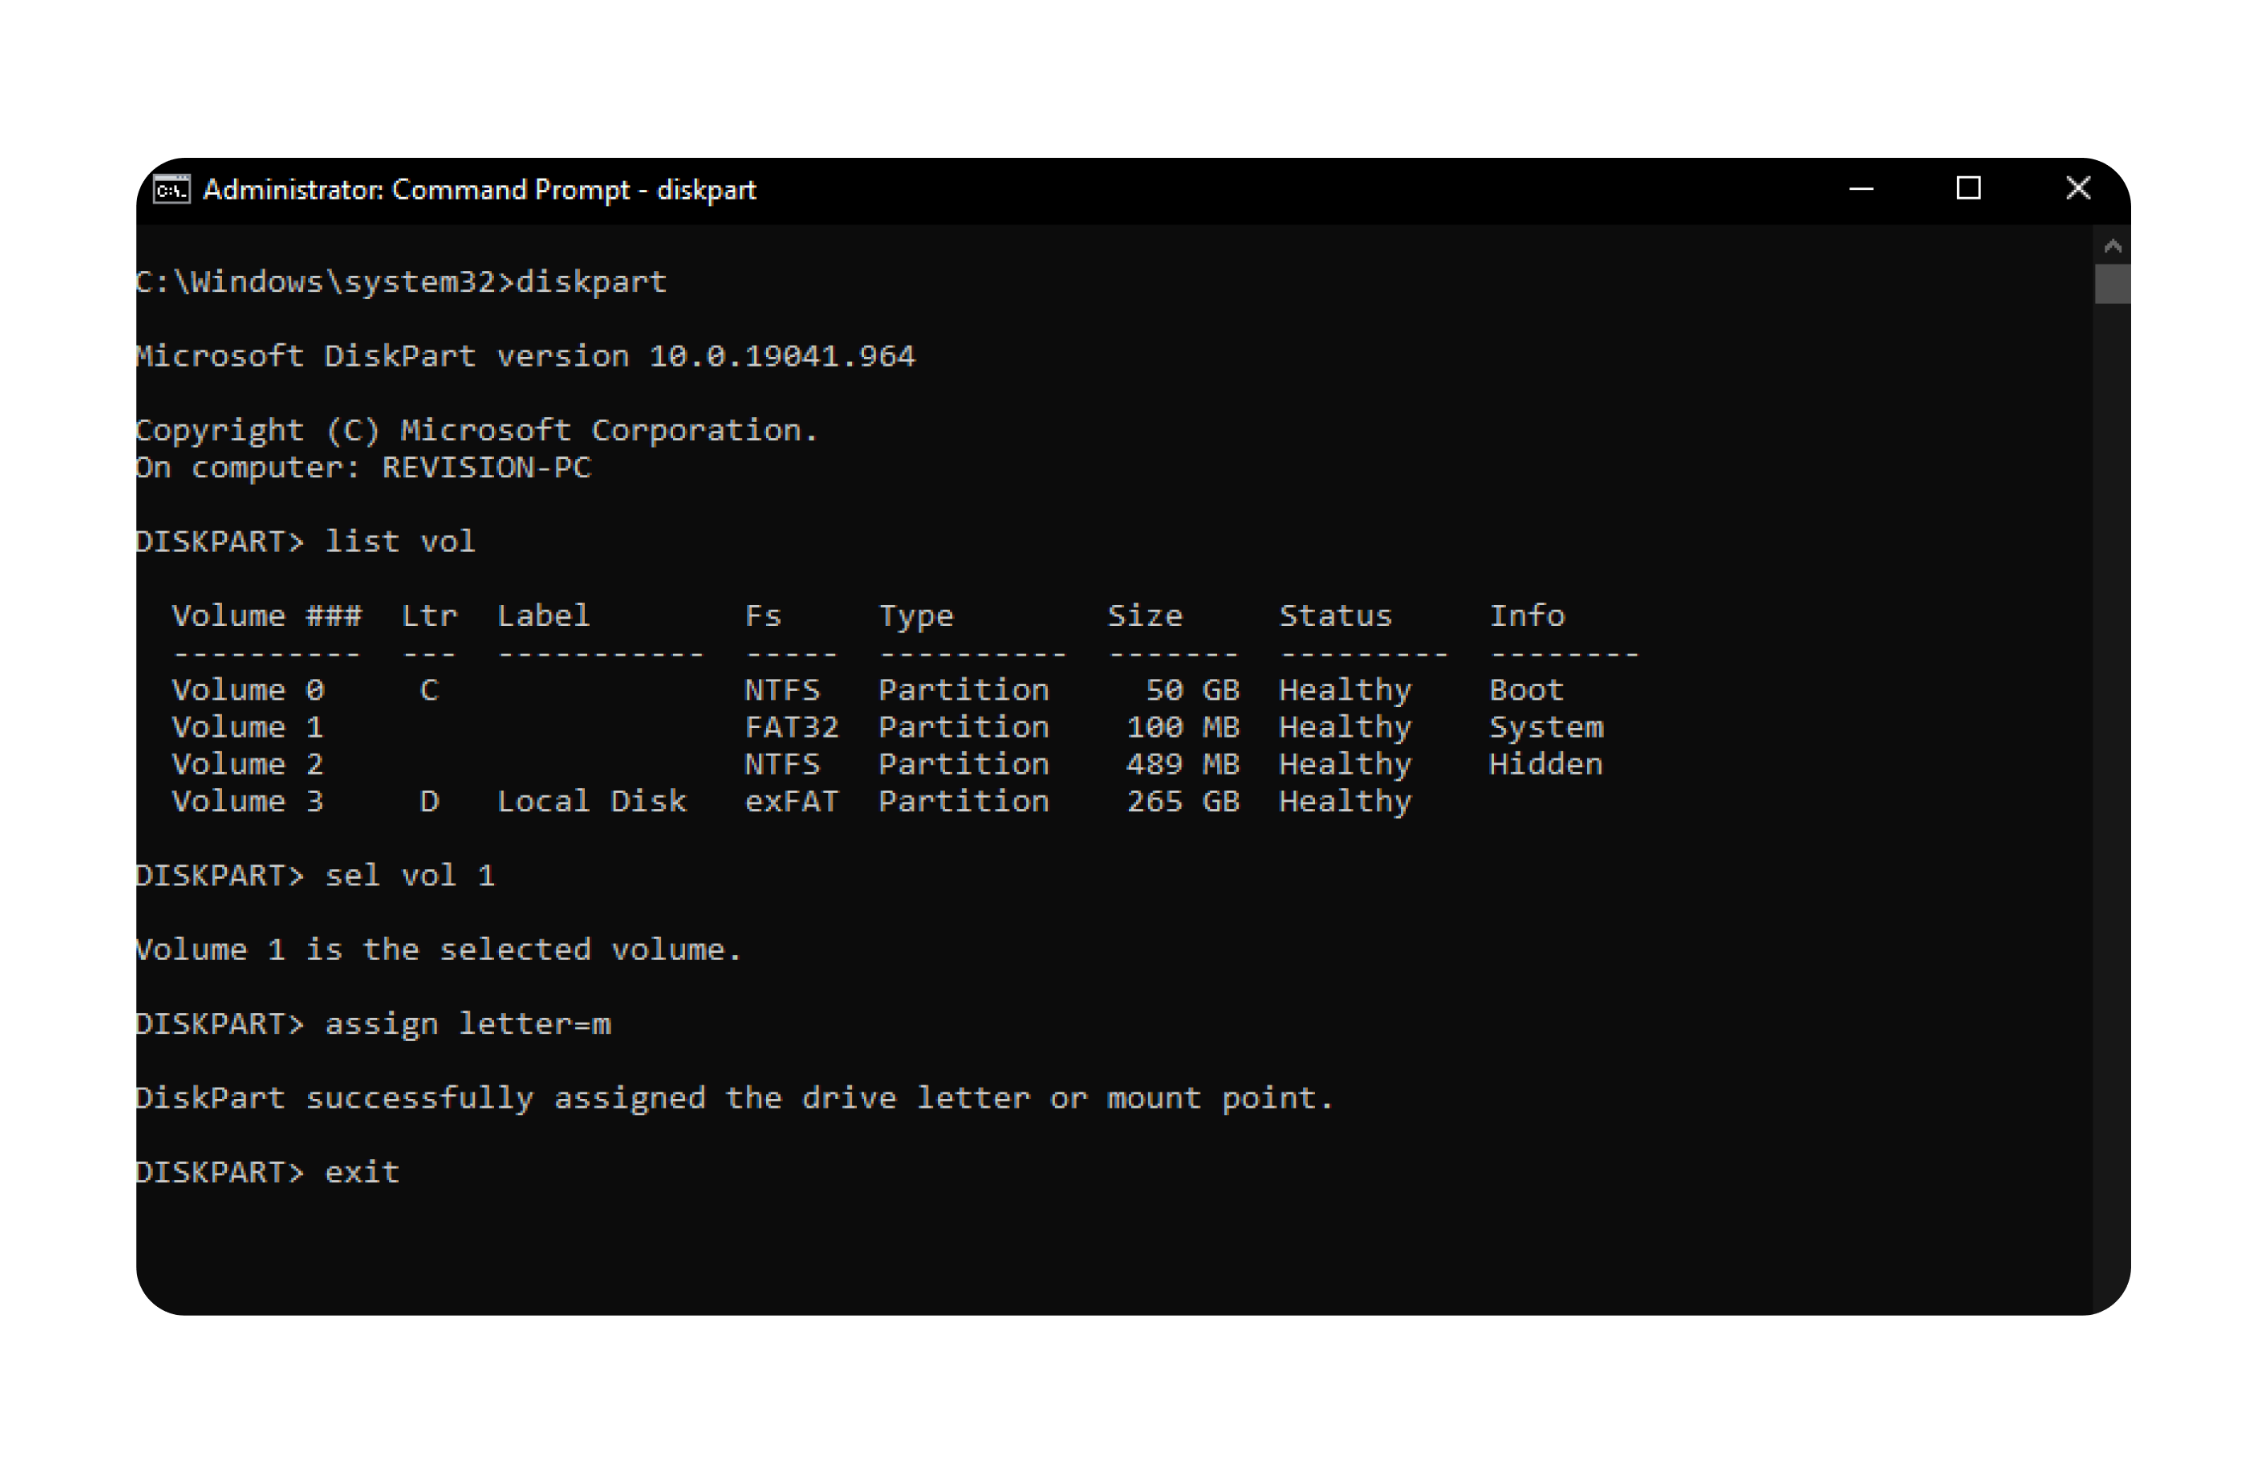 Administrator: Command Prompt - diskpart
C:\Windows\system32>diskpart
Microsoft DiskPart version 10.0.19041.964
Copyright (C) Microsoft Corporation.
On computer: REVISION-PC
DISKPART> list vol
  Volume ###  Ltr  Label        Fs     Type        Size     Status     Info
  ----------  ---  -----------  -----  ----------  -------  ---------  --------
  Volume 0     C                NTFS   Partition     50 GB  Healthy    Boot
  Volume 1                      FAT32  Partition    100 MB  Healthy    System
  Volume 2                      NTFS   Partition    489 MB  Healthy    Hidden
  Volume 3     D   Local Disk   exFAT  Partition    265 GB  Healthy
DISKPART> sel vol 1
Volume 1 is the selected volume.
DISKPART> assign letter=m
DiskPart successfully assigned the drive letter or mount point.
DISKPART> exit